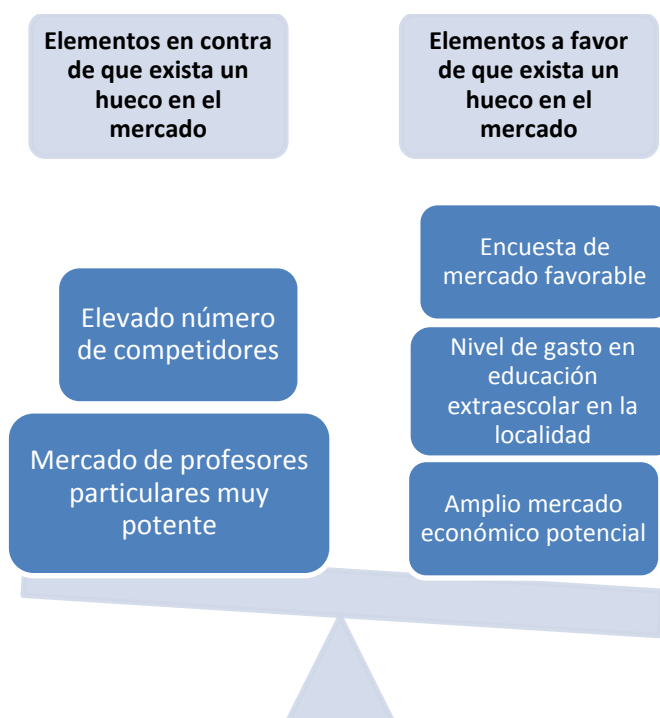 Elementos en contra
de que exista un
hueco en el
mercado
Elementos a favor
de que exista un
hueco en el
mercado
Elevado número
de competidores
Mercado de profesores
particulares muy
potente
Encuesta de
mercado favorable
Nivel de gasto en
educación
extraescolar en la
localidad
Amplio mercado
económico potencial